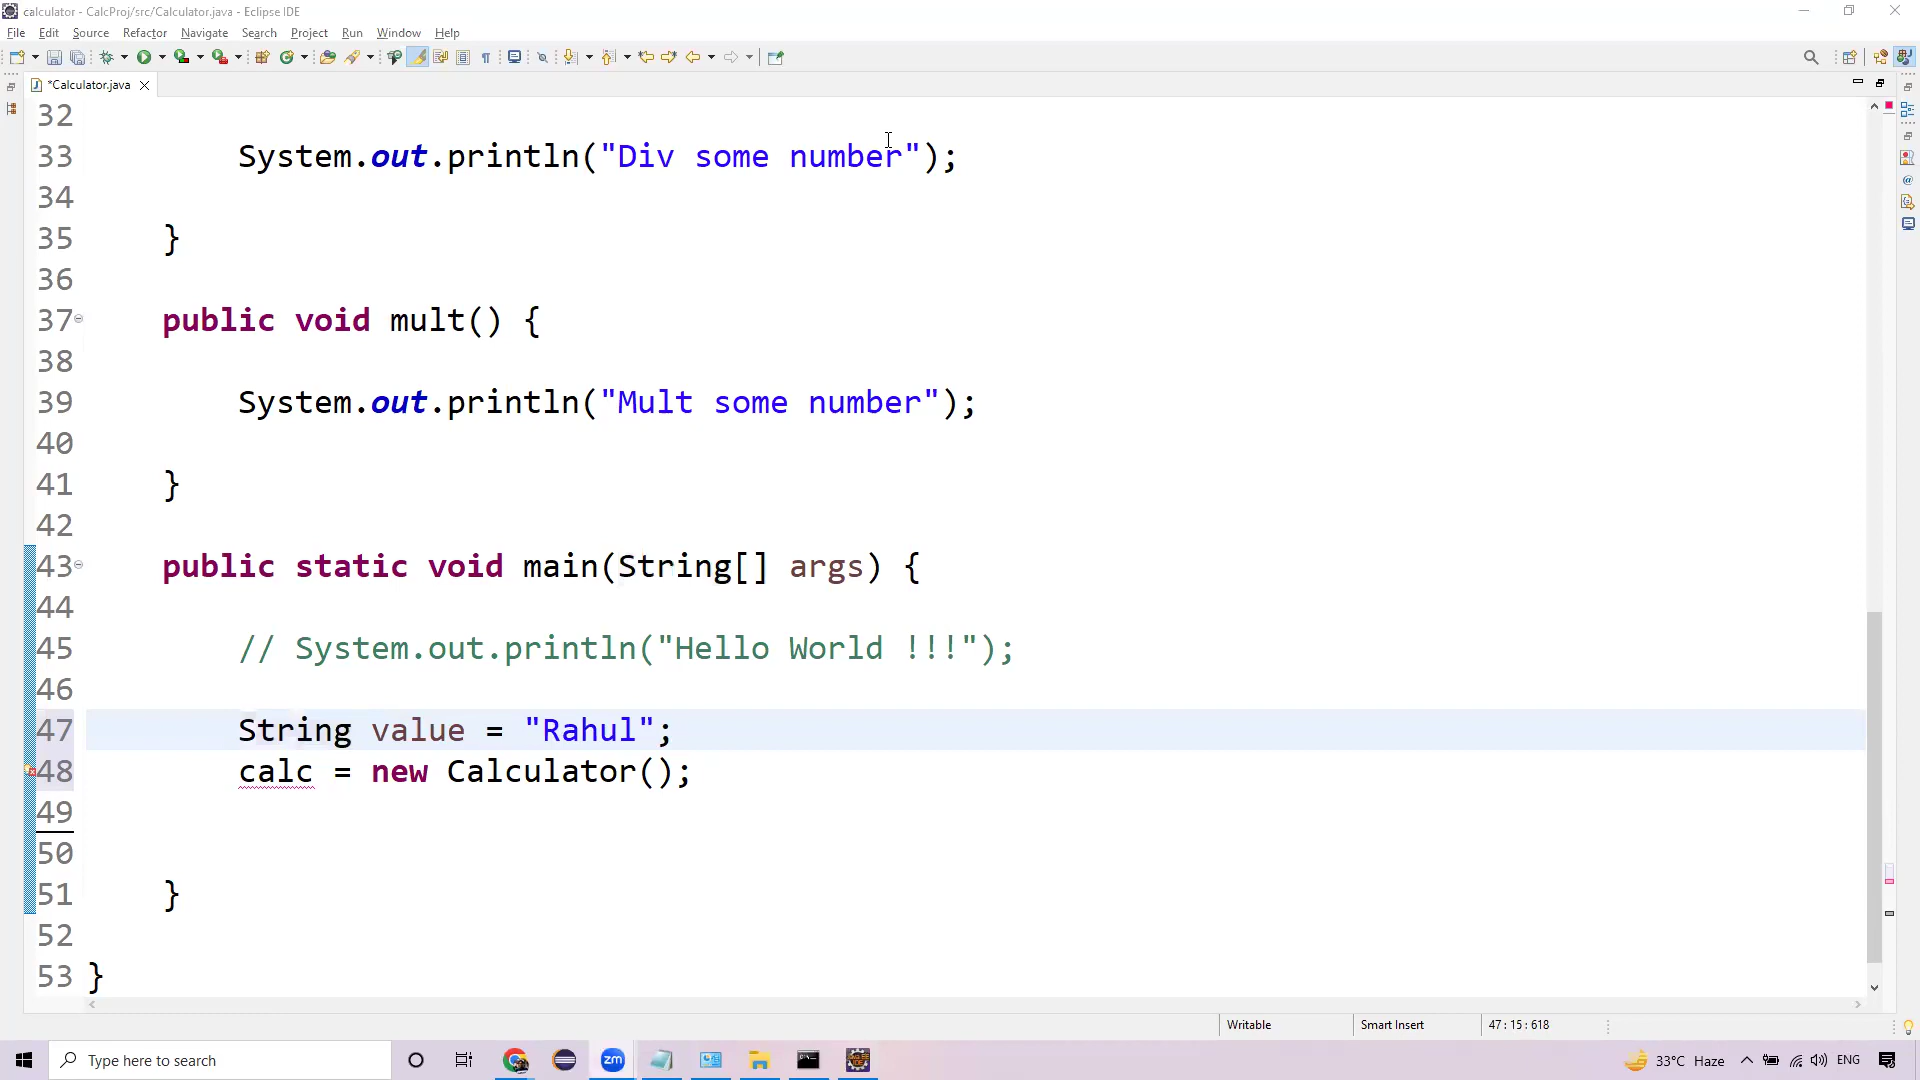 calculator - CalcProj/src/Calculator.java - Eclipse IDE
File Edit Source Refactor Navigate Search Project Run Window Help
*Calculator.java
32
33 System.out.println("Div some number");
34
35 }
36
37 public void mult() {
38
39 System.out.println("Mult some number");
40
41 }
42
43 public static void main(String[] args) {
44
45 // System.out.println("Hello World !!!");
46
47 String value = "Rahul";
48 calc = new Calculator();
49
50
51 }
52
53 }
Writable Smart Insert 47 : 15 : 618
Type here to search zm 33°C Haze ENG